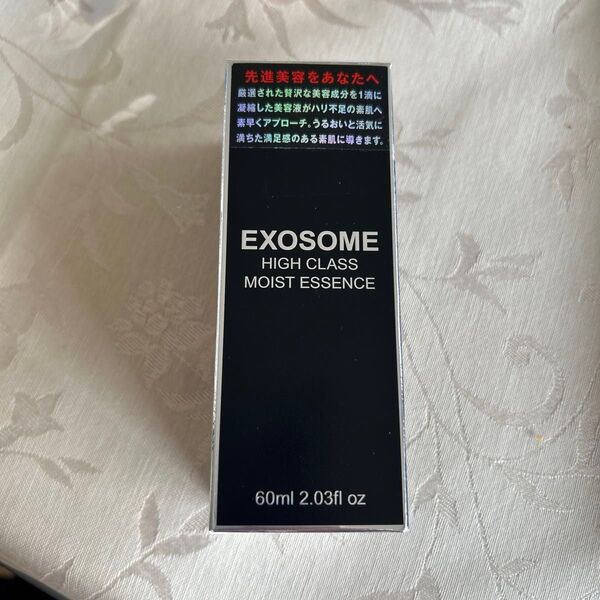 先進美容をあなたへ
厳選された贅沢な美容成分を1滴に
凝縮した美容液がハリ不足の素肌へ
素早くアプローチ。うるおいと活気に
満ちた満足感のある素肌に導きます。
EXOSOME
HIGH CLASS
MOIST ESSENCE
60ml 2.03fl oz